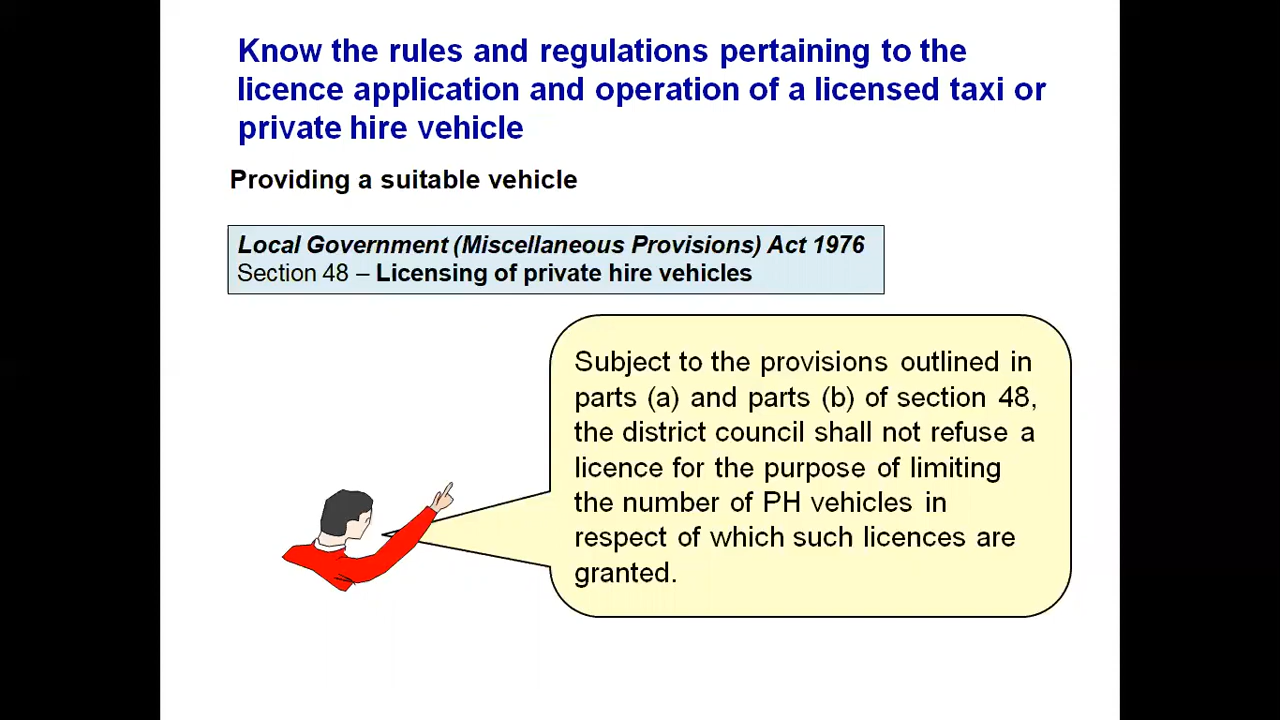 Know the rules and regulations pertaining to the
licence application and operation of a licensed taxi or
private hire vehicle
Providing a suitable vehicle
Local Government (Miscellaneous Provisions) Act 1976
Section 48 – Licensing of private hire vehicles
Subject to the provisions outlined in
parts (a) and parts (b) of section 48,
the district council shall not refuse a
licence for the purpose of limiting
the number of PH vehicles in
respect of which such licences are
granted.